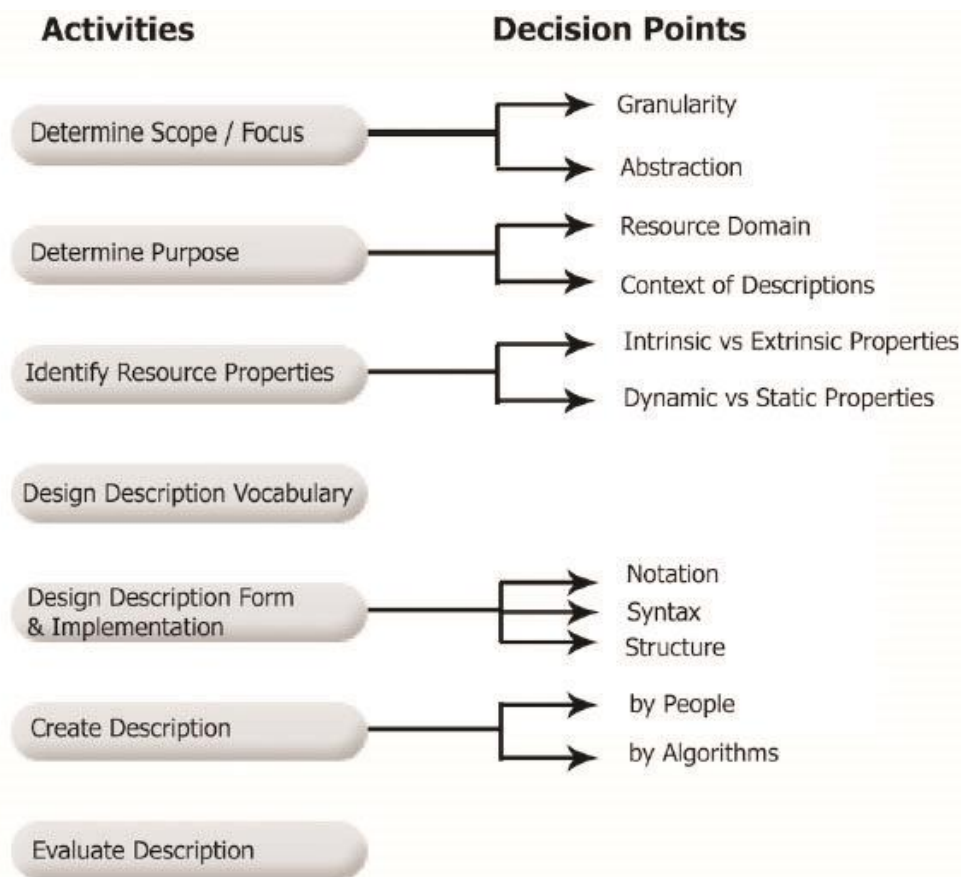 Activities
Decision Points
Determine Scope / Focus
Granularity
Abstraction
Determine Purpose
Resource Domain
Context of Descriptions
Identify Resource Properties
Intrinsic vs Extrinsic Properties
Dynamic vs Static Properties
Design Description Vocabulary
Design Description Form
& Implementation
Notation
Syntax
Structure
Create Description
by People
by Algorithms
Evaluate Description